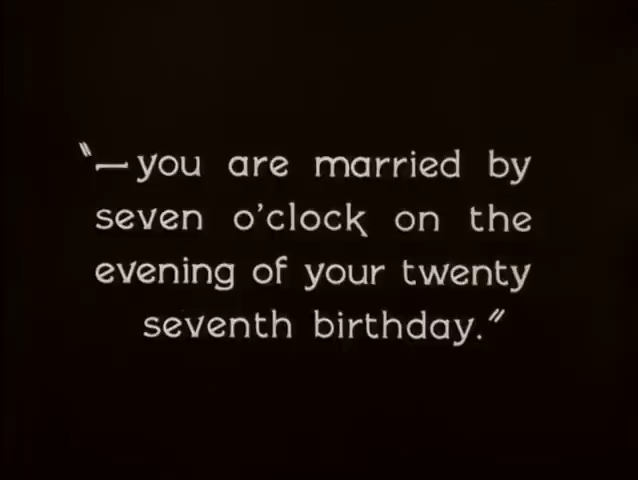 "—you are married by
seven o'clock on the
evening of your twenty
seventh birthday."